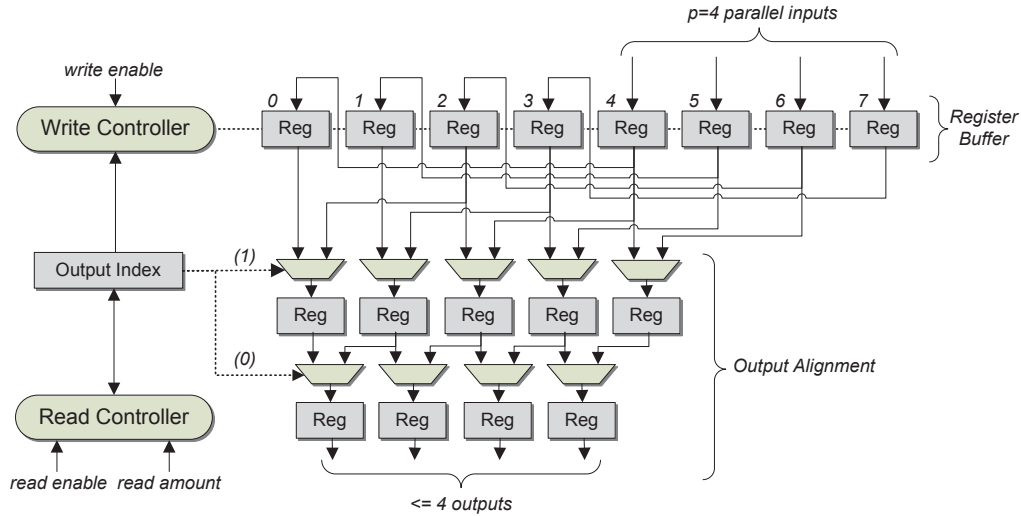 p=4 parallel inputs
write enable
0 1 2 3 4 5 6 7
Write Controller
Reg Reg Reg Reg Reg Reg Reg Reg
Register
Buffer
Output Index
(1)
Reg Reg Reg Reg Reg
(0)
Output Alignment
Read Controller
Reg Reg Reg Reg
read enable read amount
<= 4 outputs